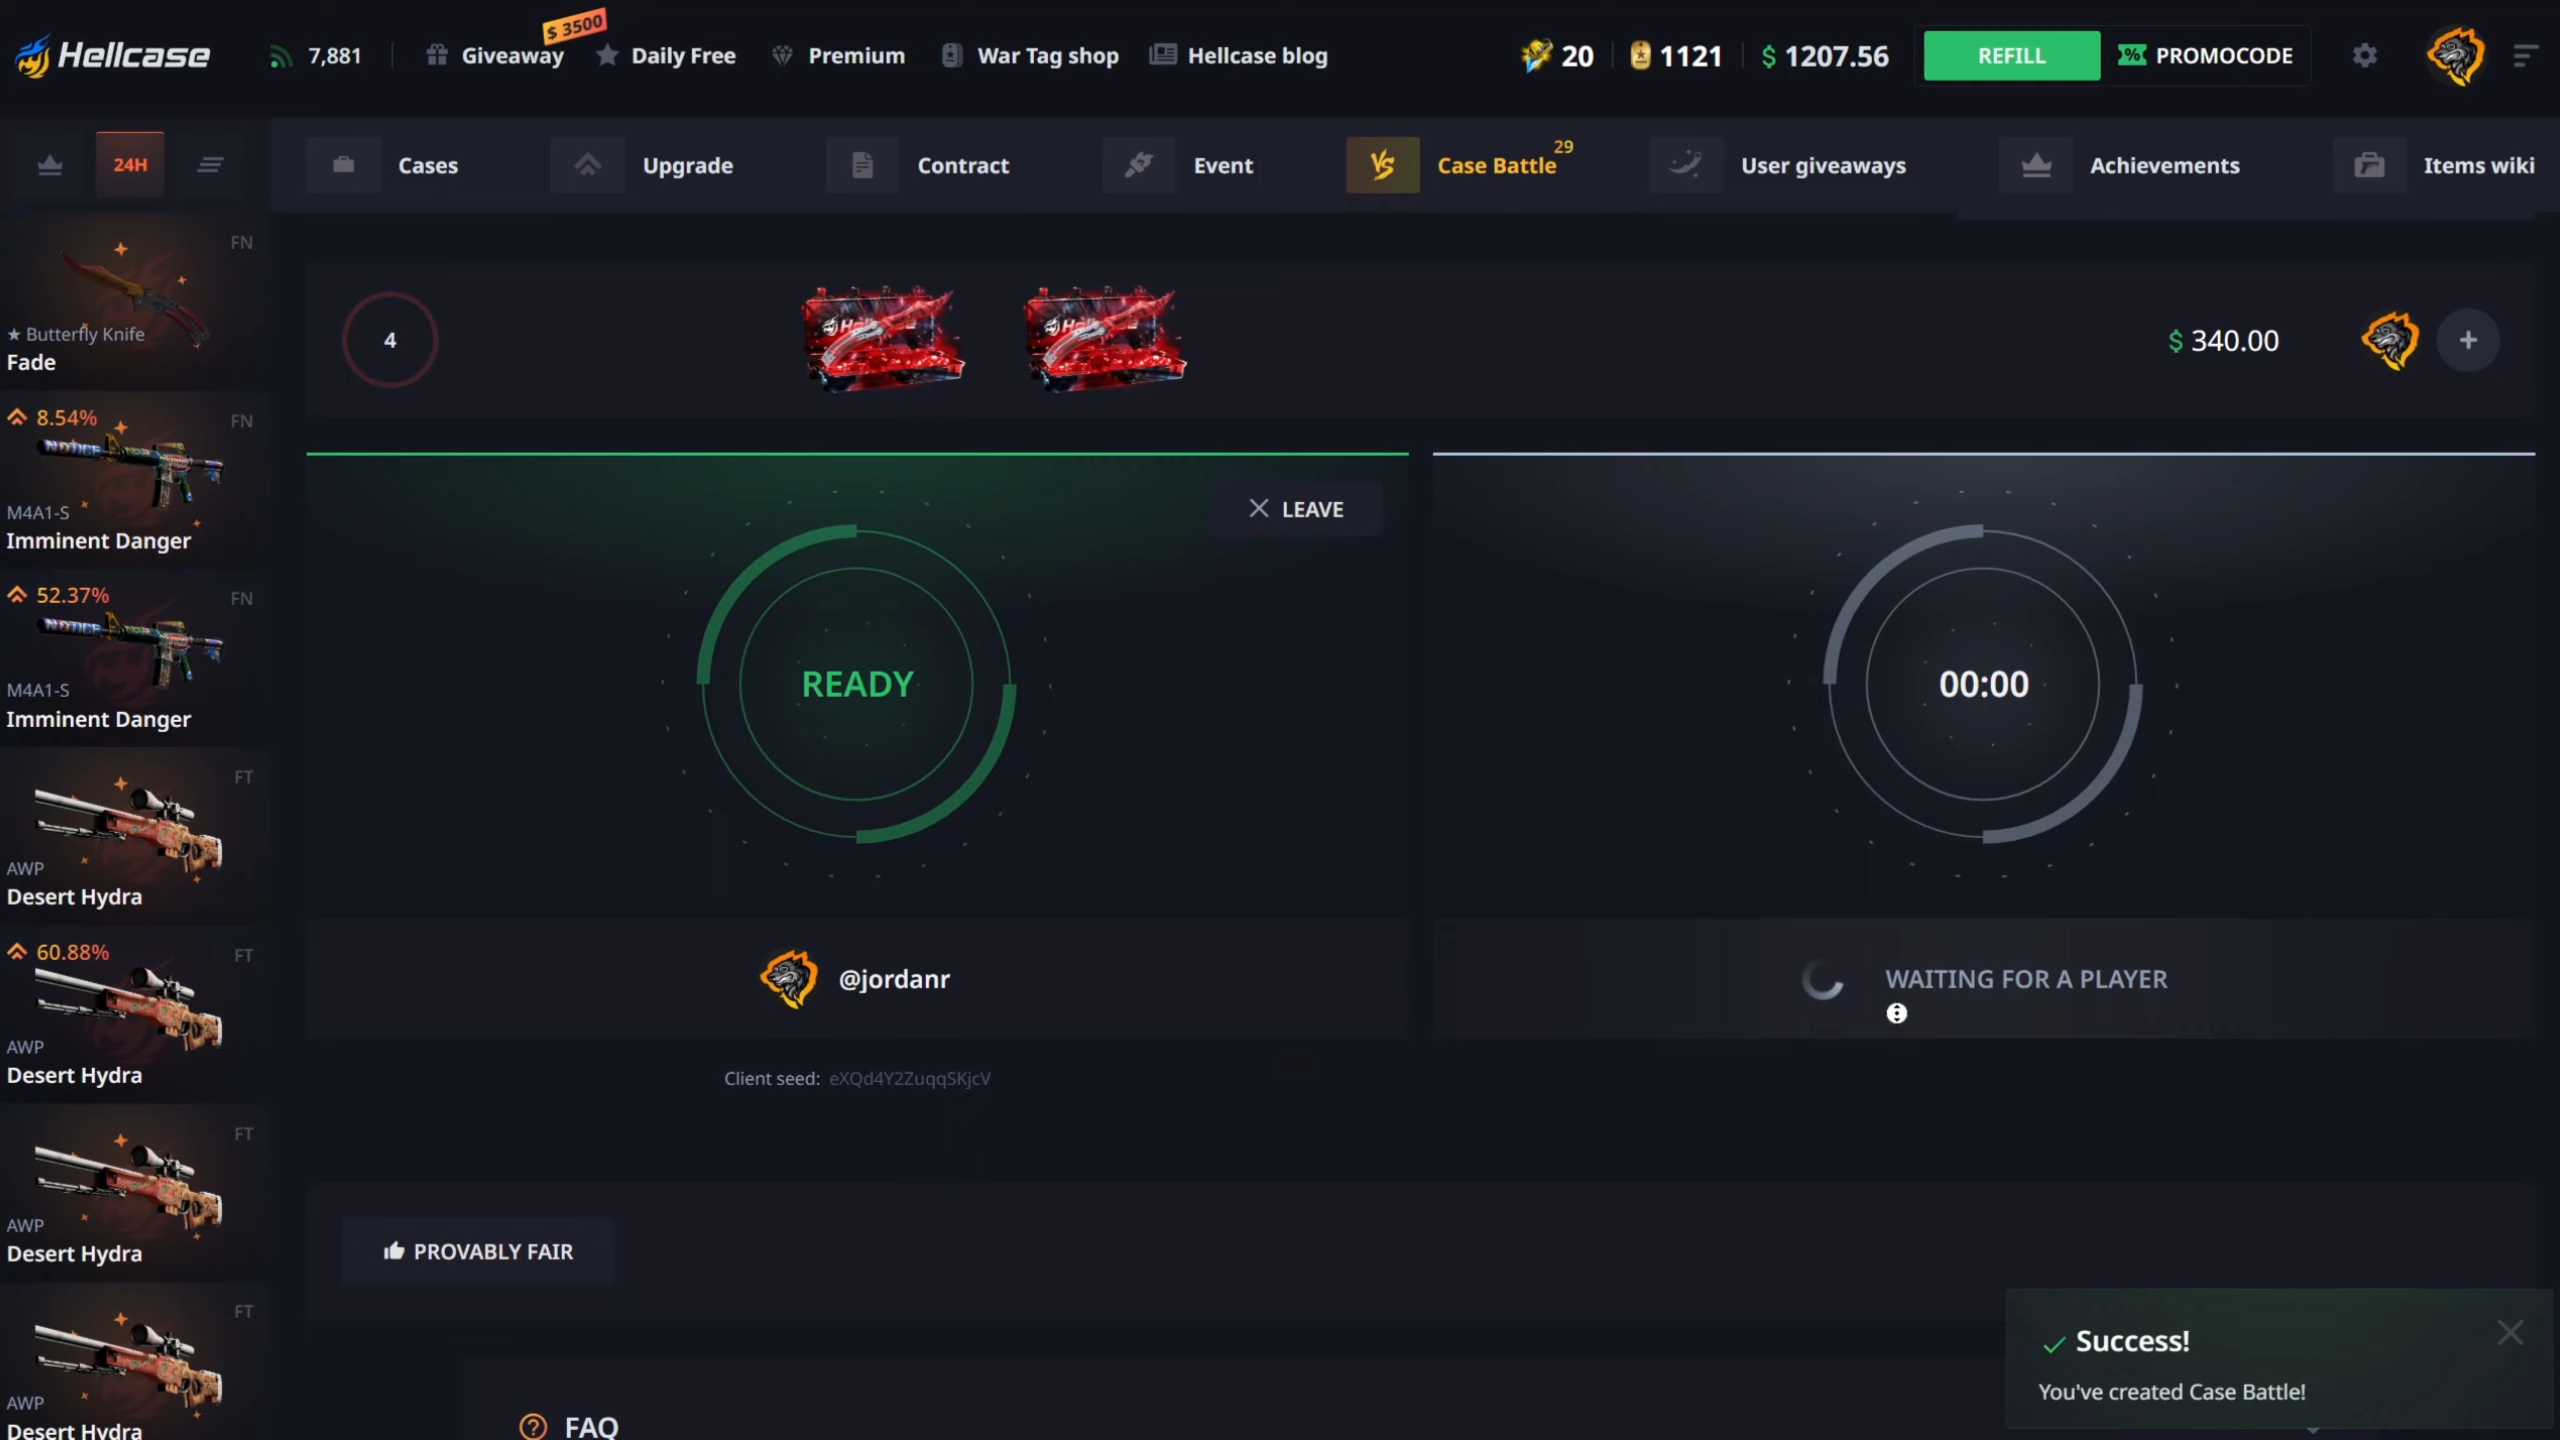 Hellcase
7,881
Giveaway
$ 3500
Daily Free
Premium
War Tag shop
Hellcase blog
20
1121
$ 1207.56
REFILL
% PROMOCODE
24H
Cases
Upgrade
Contract
Event
VS
Case Battle
29
User giveaways
Achievements
Items wiki
FN
★ Butterfly Knife
Fade
8.54%
FN
M4A1-S
Imminent Danger
52.37%
FN
M4A1-S
Imminent Danger
FT
AWP
Desert Hydra
60.88%
FT
AWP
Desert Hydra
FT
AWP
Desert Hydra
FT
AWP
Desert Hydra
4
$ 340.00
LEAVE
READY
00:00
@jordanr
WAITING FOR A PLAYER
Client seed: eXQd4Y2ZuqqSKjcV
PROVABLY FAIR
FAQ
Success!
You've created Case Battle!